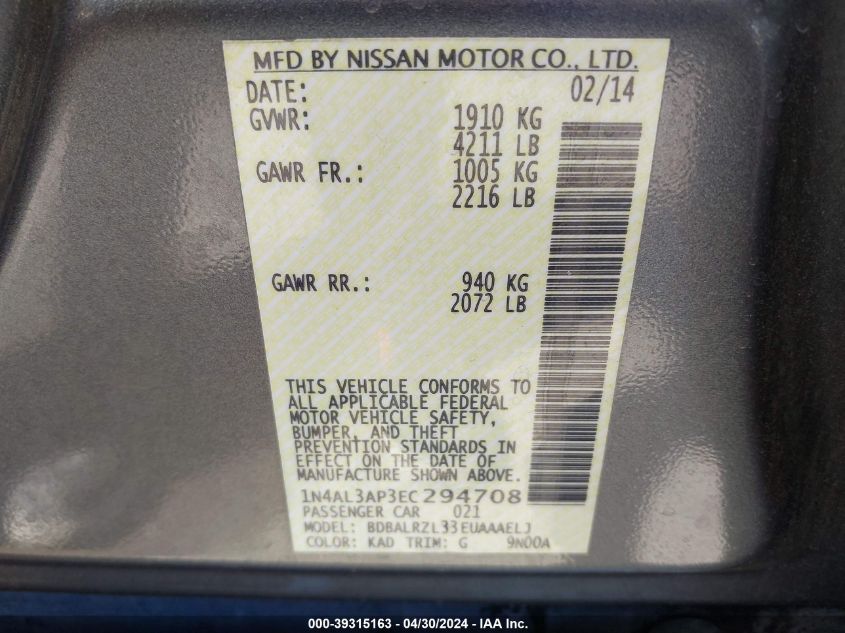 MFD BY NISSAN MOTOR CO., LTD.
DATE: 02/14
GVWR: 1910 KG
4211 LB
GAWR FR.: 1005 KG
2216 LB
GAWR RR.: 940 KG
2072 LB
THIS VEHICLE CONFORMS TO
ALL APPLICABLE FEDERAL
MOTOR VEHICLE SAFETY,
BUMPER, AND THEFT
PREVENTION STANDARDS IN
EFFECT ON THE DATE OF
MANUFACTURE SHOWN ABOVE.
1N4AL3AP3EC294708
PASSENGER CAR 021
MODEL: BDBALRZL33EUAAAELJ
COLOR: KAD TRIM: G 9N00A
000-39315163 - 04/30/2024 - IAA Inc.